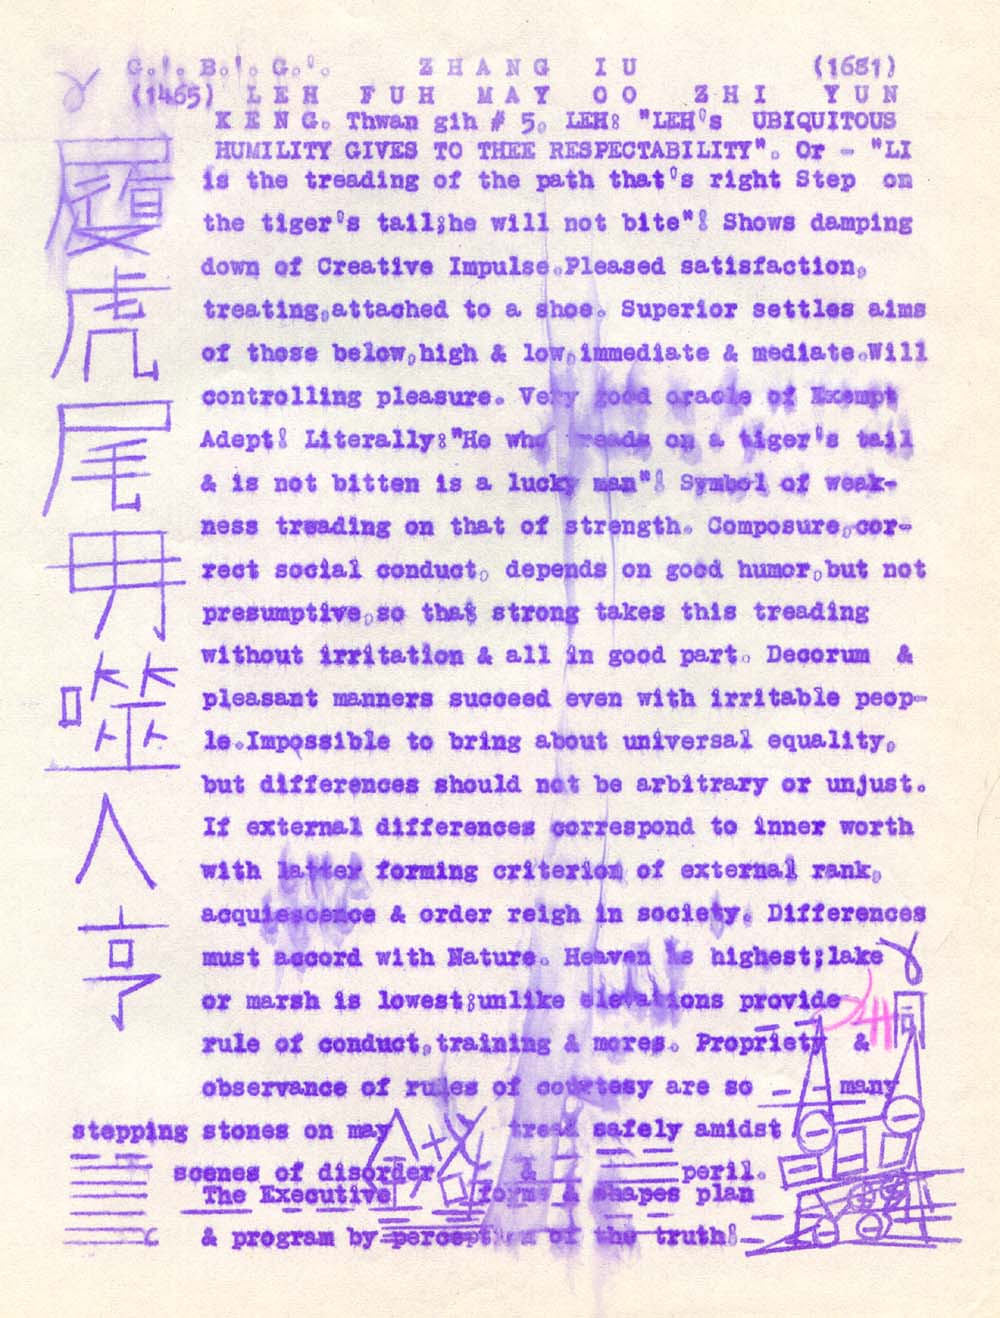 G.'. B.'. G.'. ZHANG IU (1681)
(1465) LEH FUH MAY OO ZHI YUN
KENG. Thwan gih # 5. LEH: "LEH's UBIQUITOUS
HUMILITY GIVES TO THEE RESPECTABILITY". Or - "LI
is the treading of the path that's right Step on
the tiger's tail;he will not bite"! Shows damping
down of Creative Impulse.Pleased satisfaction,
treating,attached to a shoe. Superior settles aims
of those below,high & low,immediate & mediate.Will
controlling pleasure. Very good oracle of Exempt
Adept! Literally:"He who treads on a tiger's tail
& is not bitten is a lucky man"! Symbol of weak-
ness treading on that of strength. Composure,cor-
rect social conduct, depends on good humor,but not
presumptive,so that strong takes this treading
without irritation & all in good part. Decorum &
pleasant manners succeed even with irritable peop-
le.Impossible to bring about universal equality,
but differences should not be arbitrary or unjust.
If external differences correspond to inner worth
with latter forming criterion of external rank,
acquiescence & order reigh in society. Differences
must accord with Nature. Heaven is highest;lake
or marsh is lowest;unlike elevations provide
rule of conduct,training & mores. Propriety &
observance of rules of courtesy are so many
stepping stones on may tread safely amidst
scenes of disorder & peril.
The Executive forms & shapes plan
& program by perception of the truth!
履
虎
尾
冉
噬
人
亨